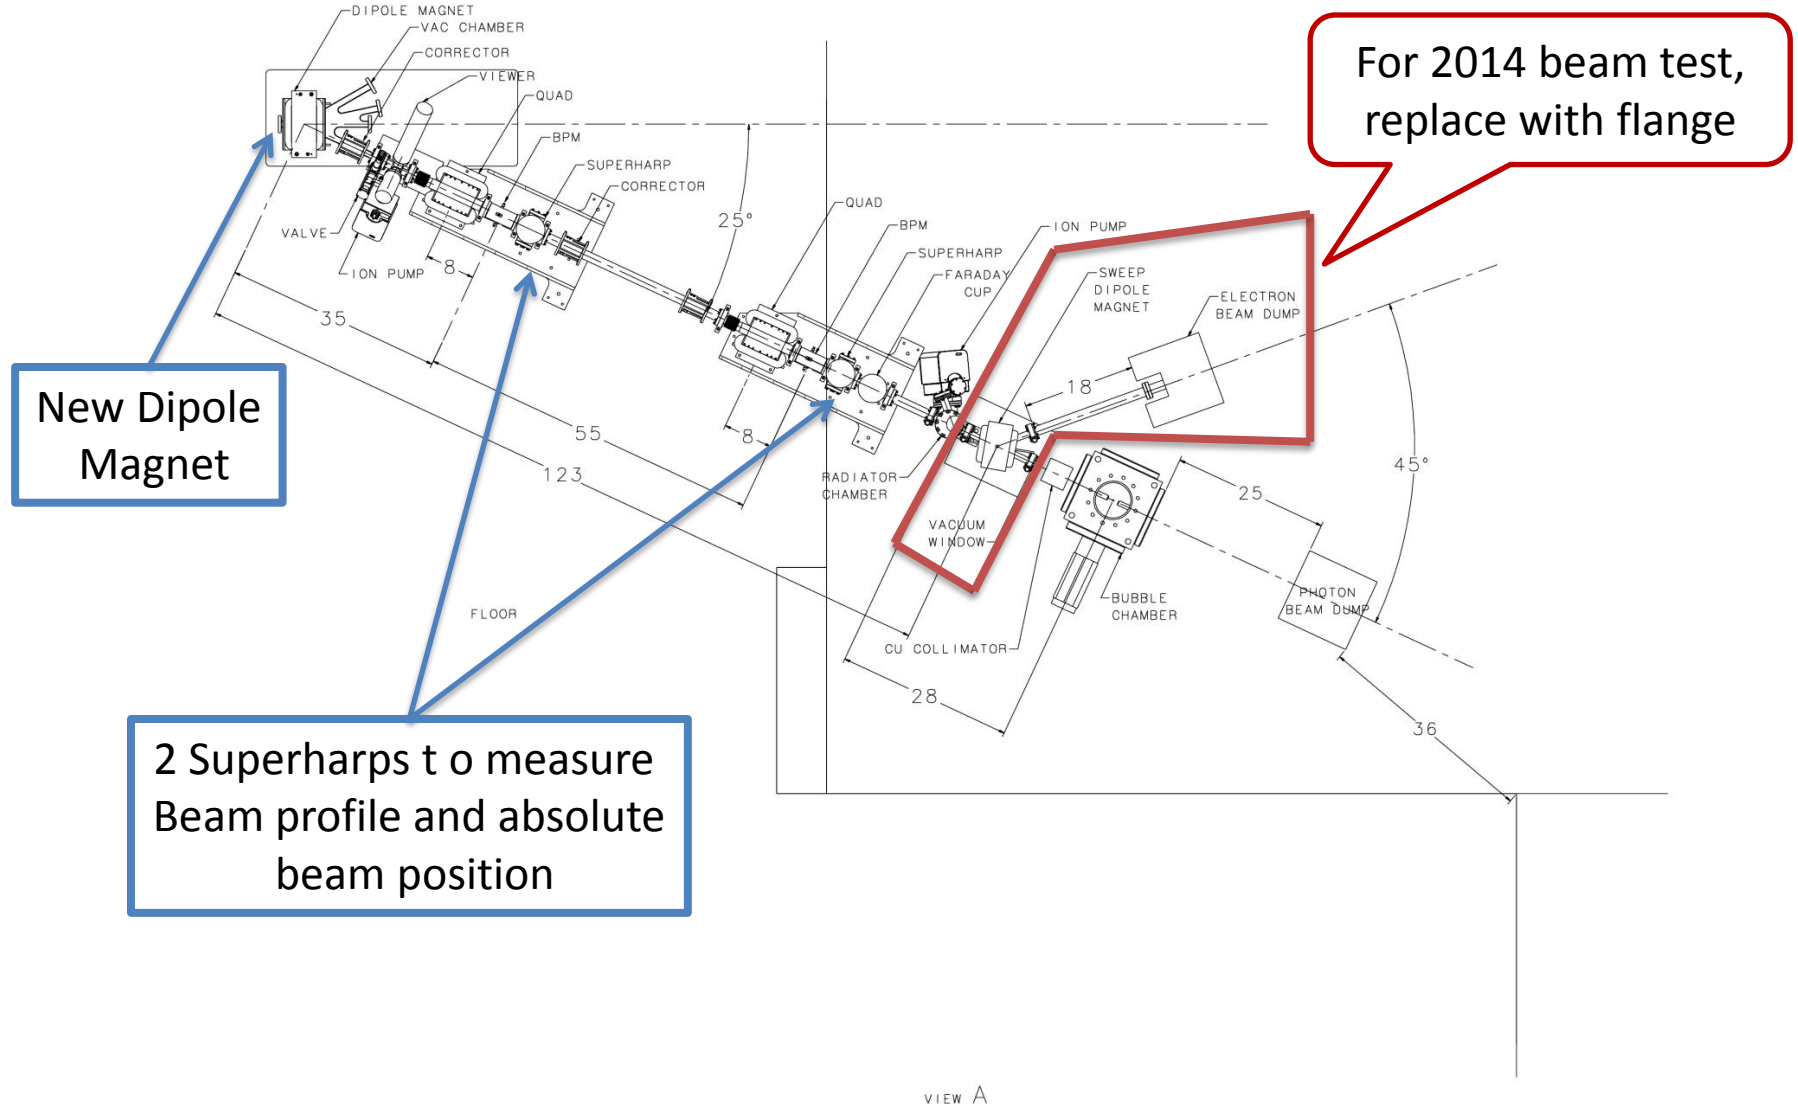 DIPOLE MAGNET
VAC CHAMBER
CORRECTOR
VIEWER
QUAD
BPM
SUPERHARP
CORRECTOR
VALVE
ION PUMP
8
35
25°
For 2014 beam test,
replace with flange
QUAD
BPM
SUPERHARP
FARADAY
CUP
ION PUMP
SWEEP
DIPOLE
MAGNET
ELECTRON
BEAM DUMP
18
45°
New Dipole
Magnet
55
123
8
RADIATOR
CHAMBER
VACUUM
WINDOW
25
BUBBLE
CHAMBER
PHOTON
BEAM DUMP
FLOOR
CU COLLIMATOR
28
36
2 Superharps t o measure
Beam profile and absolute
beam position
VIEW A